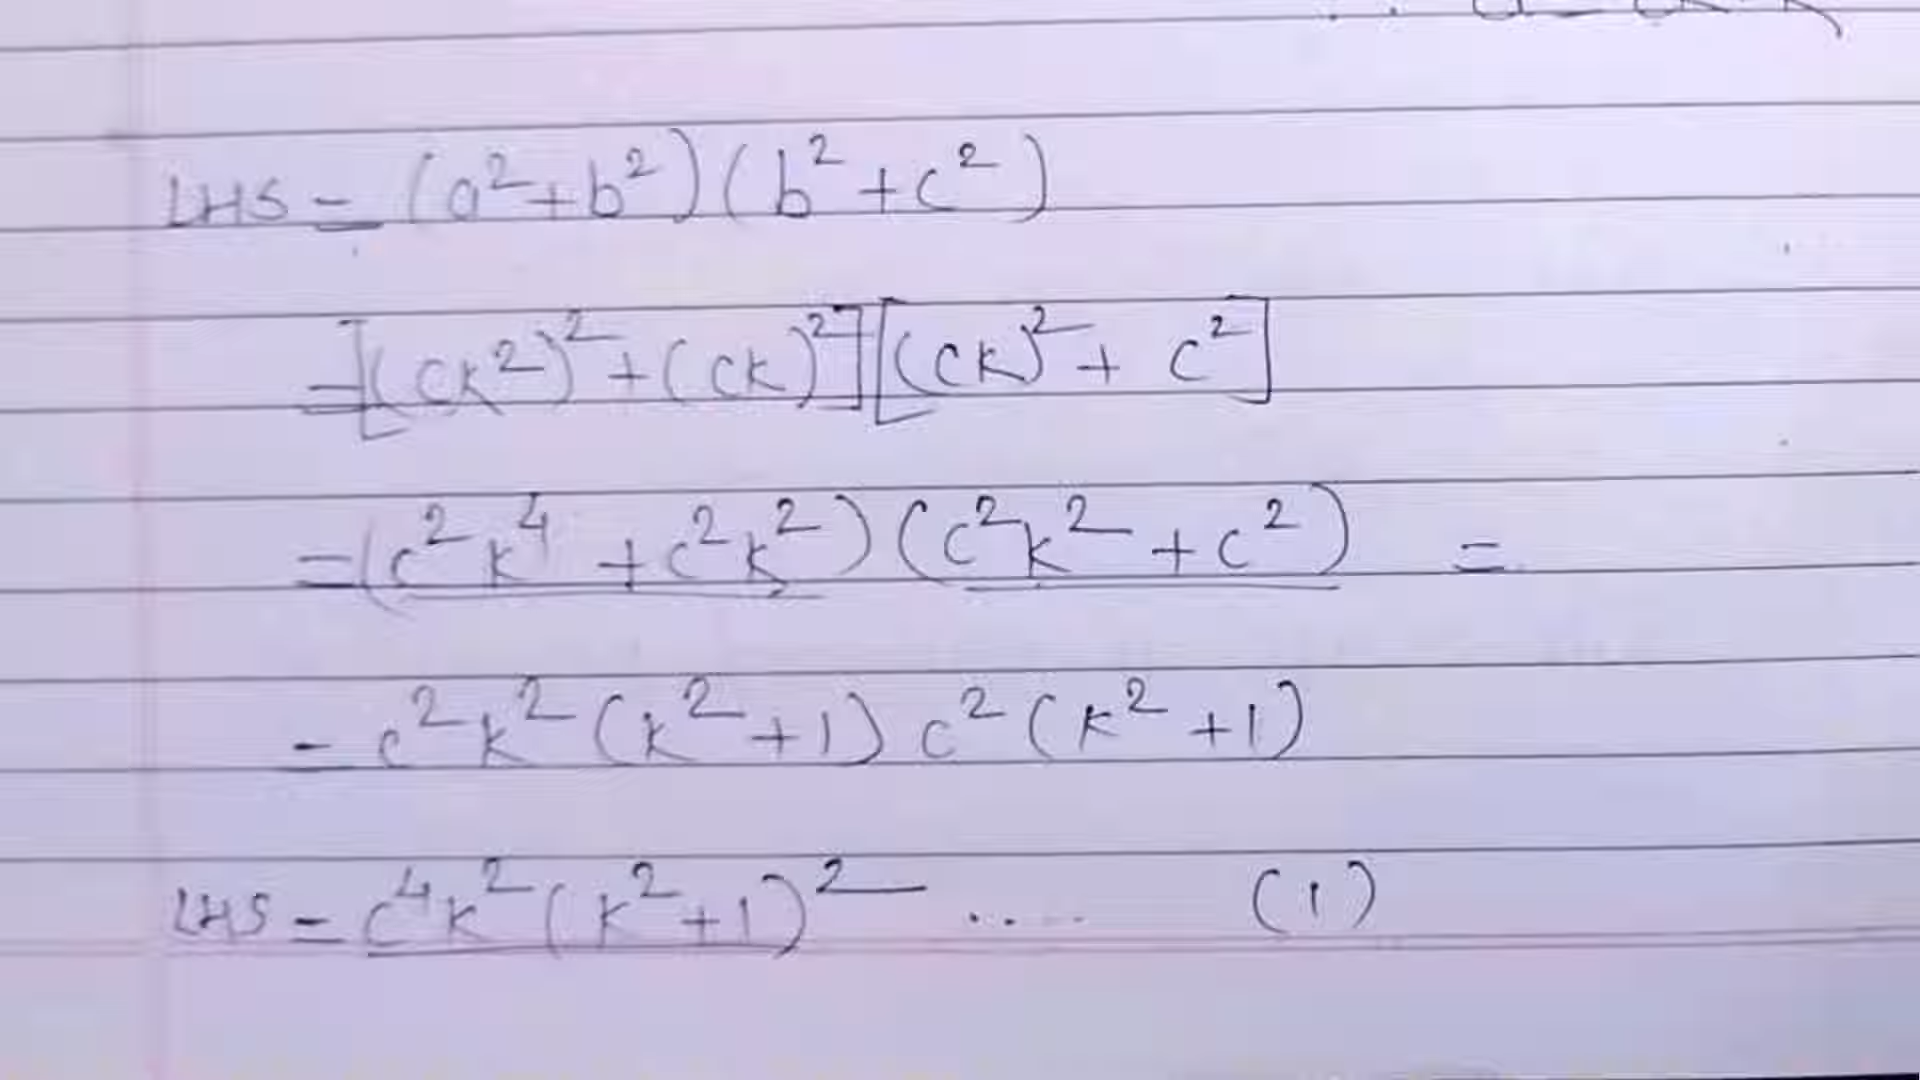 LHS = (a²+b²)(b²+c²)
=[(ck²)²+(ck)²][(ck)²+ c²]
=(c²k⁴ +c²k²)(c²k²+c²) =
= c²k²(k²+1) c²(k²+1)
LHS = c⁴k²(k²+1)² .... (1)